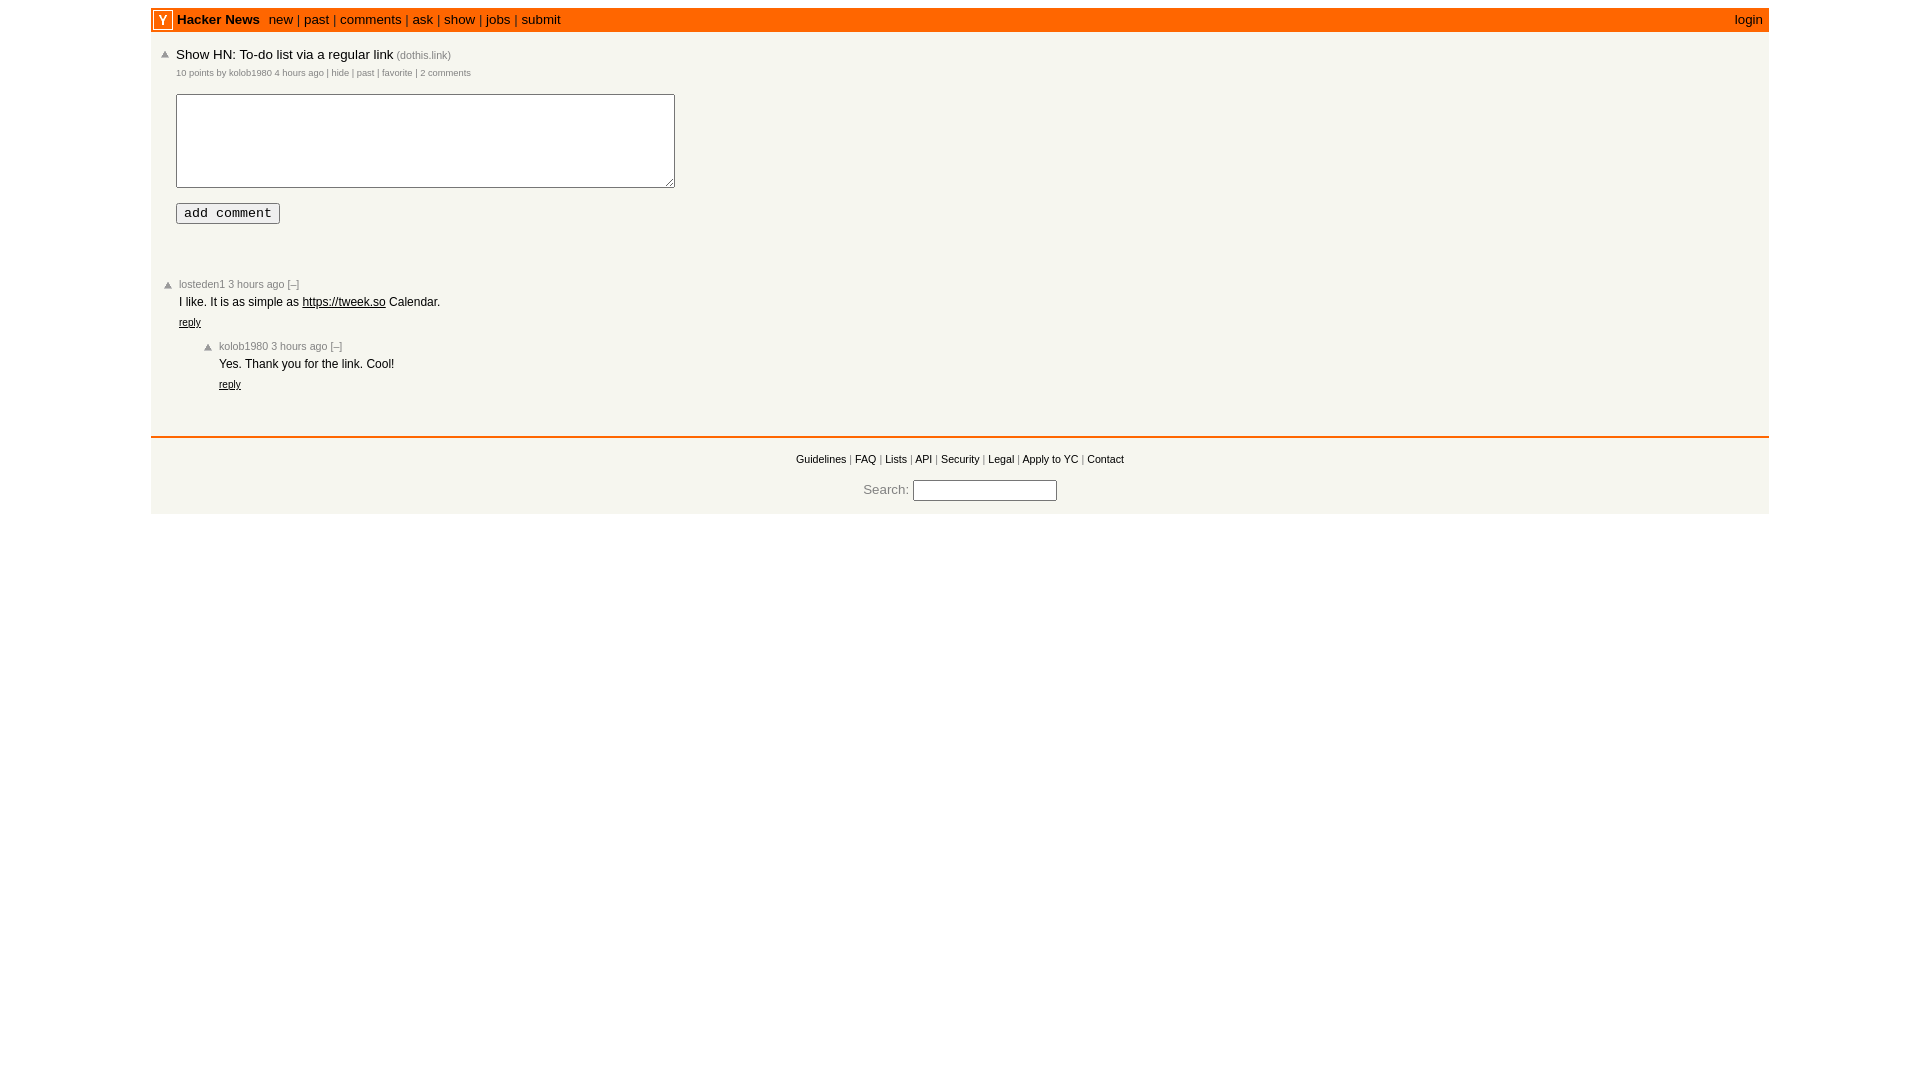 Y Hacker News new | past | comments | ask | show | jobs | submit login
Show HN: To-do list via a regular link (dothis.link)
10 points by kolob1980 4 hours ago | hide | past | favorite | 2 comments
add comment
losteden1 3 hours ago [–]
I like. It is as simple as https://tweek.so Calendar.
reply
kolob1980 3 hours ago [–]
Yes. Thank you for the link. Cool!
reply
Guidelines | FAQ | Lists | API | Security | Legal | Apply to YC | Contact
Search: